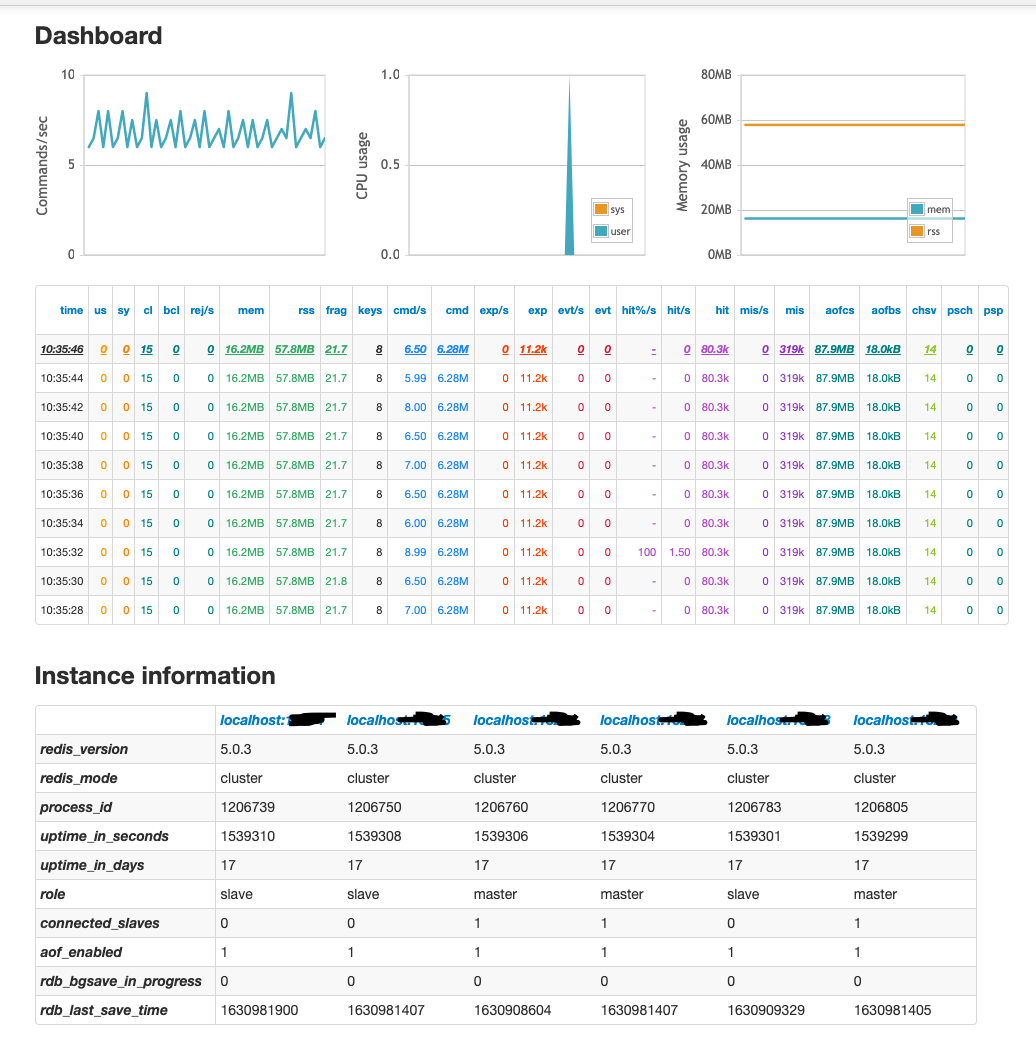 Dashboard
10
5
0
Commands/sec
1.0
0.5
0.0
CPU usage
sys
user
80MB
60MB
40MB
20MB
0MB
Memory usage
mem
rss
time us sy cl bcl rej/s mem rss frag keys cmd/s cmd exp/s exp evt/s evt hit%/s hit/s hit mis/s mis aofcs aofbs chsv psch psp
10:35:46 0 0 15 0 0 16.2MB 57.8MB 21.7 8 6.50 6.28M 0 11.2k 0 0 - 0 80.3k 0 319k 87.9MB 18.0kB 14 0 0
10:35:44 0 0 15 0 0 16.2MB 57.8MB 21.7 8 5.99 6.28M 0 11.2k 0 0 - 0 80.3k 0 319k 87.9MB 18.0kB 14 0 0
10:35:42 0 0 15 0 0 16.2MB 57.8MB 21.7 8 8.00 6.28M 0 11.2k 0 0 - 0 80.3k 0 319k 87.9MB 18.0kB 14 0 0
10:35:40 0 0 15 0 0 16.2MB 57.8MB 21.7 8 6.50 6.28M 0 11.2k 0 0 - 0 80.3k 0 319k 87.9MB 18.0kB 14 0 0
10:35:38 0 0 15 0 0 16.2MB 57.8MB 21.7 8 7.00 6.28M 0 11.2k 0 0 - 0 80.3k 0 319k 87.9MB 18.0kB 14 0 0
10:35:36 0 0 15 0 0 16.2MB 57.8MB 21.7 8 6.50 6.28M 0 11.2k 0 0 - 0 80.3k 0 319k 87.9MB 18.0kB 14 0 0
10:35:34 0 0 15 0 0 16.2MB 57.8MB 21.7 8 6.00 6.28M 0 11.2k 0 0 - 0 80.3k 0 319k 87.9MB 18.0kB 14 0 0
10:35:32 0 0 15 0 0 16.2MB 57.8MB 21.7 8 8.99 6.28M 0 11.2k 0 0 100 1.50 80.3k 0 319k 87.9MB 18.0kB 14 0 0
10:35:30 0 0 15 0 0 16.2MB 57.8MB 21.8 8 6.50 6.28M 0 11.2k 0 0 - 0 80.3k 0 319k 87.9MB 18.0kB 14 0 0
10:35:28 0 0 15 0 0 16.2MB 57.8MB 21.7 8 7.00 6.28M 0 11.2k 0 0 - 0 80.3k 0 319k 87.9MB 18.0kB 14 0 0
Instance information
localhost: localhost: localhost: localhost: localhost: localhost:
redis_version 5.0.3 5.0.3 5.0.3 5.0.3 5.0.3 5.0.3
redis_mode cluster cluster cluster cluster cluster cluster
process_id 1206739 1206750 1206760 1206770 1206783 1206805
uptime_in_seconds 1539310 1539308 1539306 1539304 1539301 1539299
uptime_in_days 17 17 17 17 17 17
role slave slave master master slave master
connected_slaves 0 0 1 1 0 1
aof_enabled 1 1 1 1 1 1
rdb_bgsave_in_progress 0 0 0 0 0 0
rdb_last_save_time 1630981900 1630981407 1630908604 1630981407 1630909329 1630981405